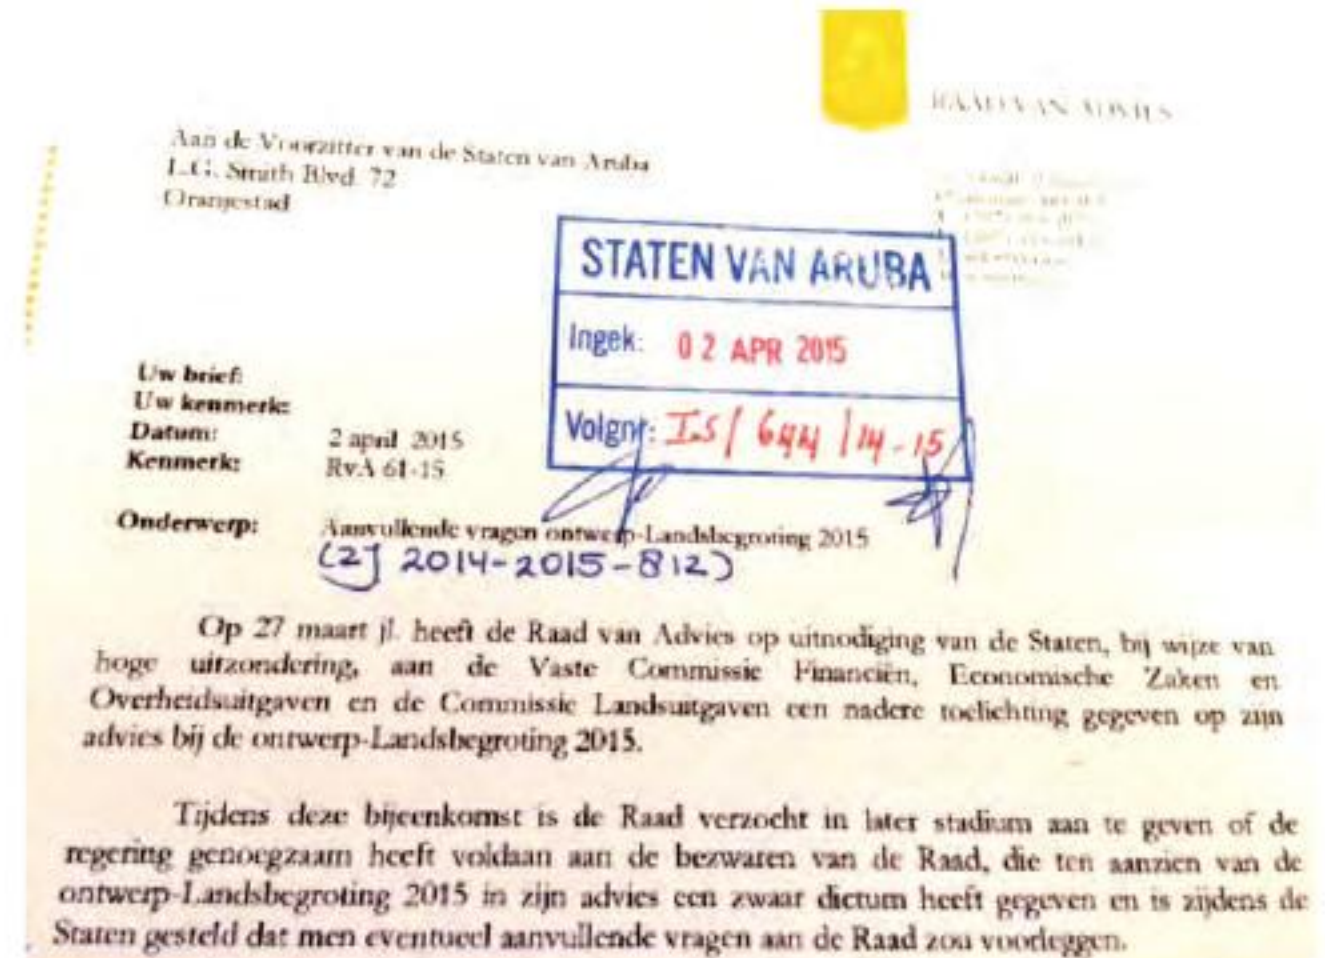 RAAD VAN ADVIES
Aan de Voorzitter van de Staten van Aruba
L.G. Smith Blvd. 72
Oranjestad
STATEN VAN ARUBA
Ingek: 02 APR 2015
Volgnr: IS/644/14-15
Uw brief:
Uw kenmerk:
Datum: 2 april 2015
Kenmerk: RvA 61-15
Onderwerp: Aanvullende vragen ontwerp-Landsbegroting 2015
(ZJ 2014-2015-812)
Op 27 maart jl. heeft de Raad van Advies op uitnodiging van de Staten, bij wijze van
hoge uitzondering, aan de Vaste Commissie Financiën, Economische Zaken en
Overheidsuitgaven en de Commissie Landsuitgaven een nadere toelichting gegeven op zijn
advies bij de ontwerp-Landsbegroting 2015.
Tijdens deze bijeenkomst is de Raad verzocht in later stadium aan te geven of de
regering genoegzaam heeft voldaan aan de bezwaren van de Raad, die ten aanzien van de
ontwerp-Landsbegroting 2015 in zijn advies een zwaar dictum heeft gegeven en is zijdens de
Staten gesteld dat men eventueel aanvullende vragen aan de Raad zou voorleggen.